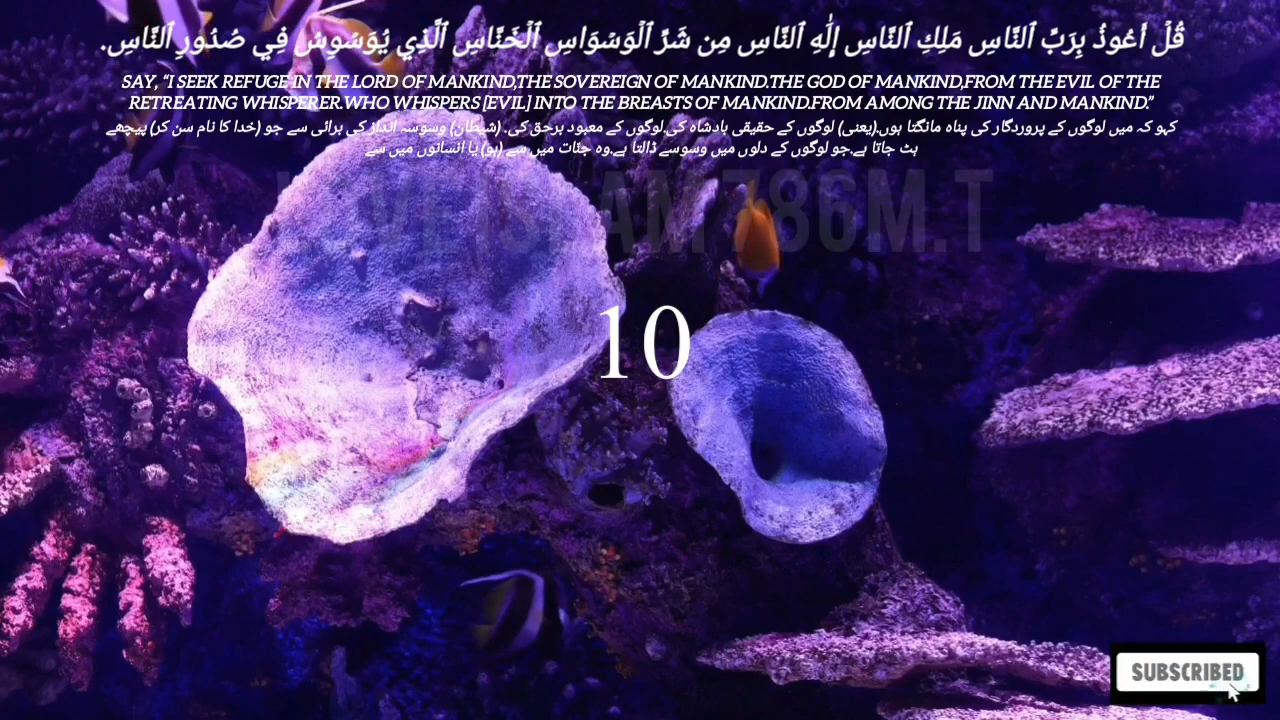 قُلْ اَعُوذُ بِرَبِّ ٱلنَّاسِ مَلِكِ ٱلنَّاسِ إِلَٰهِ ٱلنَّاسِ مِن شَرِّ ٱلْوَسْوَاسِ ٱلْخَنَّاسِ ٱلَّذِي يُوَسْوِسُ فِي صُدُورِ ٱلنَّاسِ.
SAY, “I SEEK REFUGE IN THE LORD OF MANKIND,THE SOVEREIGN OF MANKIND.THE GOD OF MANKIND,FROM THE EVIL OF THE
RETREATING WHISPERER.WHO WHISPERS [EVIL] INTO THE BREASTS OF MANKIND.FROM AMONG THE JINN AND MANKIND.”
کہو کہ میں لوگوں کے پروردگار کی پناہ مانگتا ہوں.(یعنی) لوگوں کے حقیقی بادشاہ کی.لوگوں کے معبود برحق کی. (شیطان) وسوسہ انداز کی برائی سے جو (خدا کا نام سن کر) پیچھے
ہٹ جاتا ہے.جو لوگوں کے دلوں میں وسوسے ڈالتا ہے.وہ جنّات میں سے (ہو) یا انسانوں میں سے
VE ISLAM 786 M.T
10
SUBSCRIBED